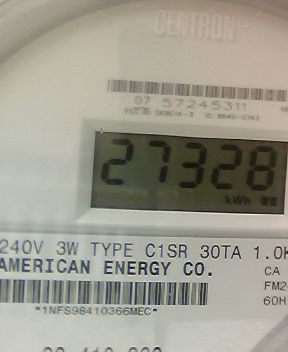 CENTRON®
07 57245311
27328
kWh
240V 3W TYPE C1SR 30TA 1.0K
AMERICAN ENERGY CO.
CA
FM2
60H
*1NFS98410366MEC*